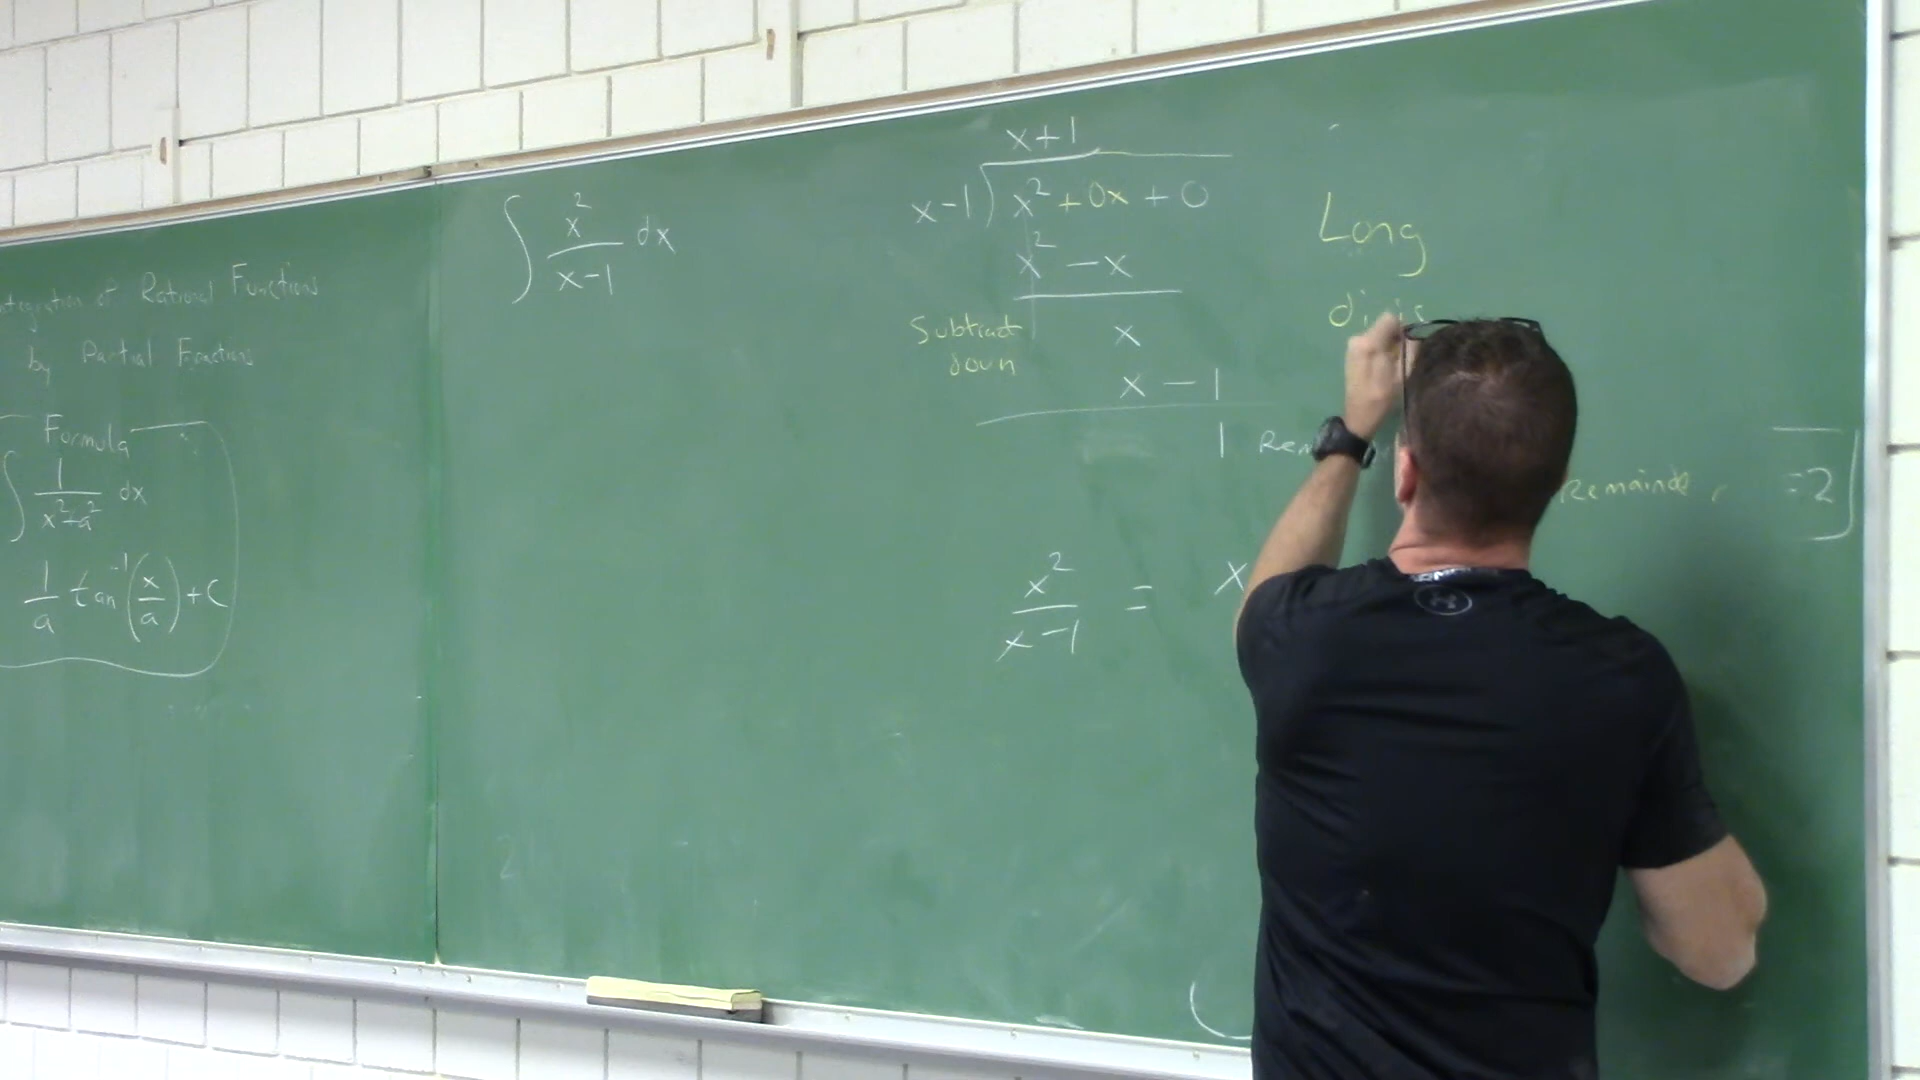 Integration of Rational Functions
by Partial Fractions
Formula
∫ 1/(x²+a²) dx
1/a tan⁻¹(x/a) + C
∫ x²/(x-1) dx
x+1
x-1 ) x² +0x + 0
x² - x
Subtract
down
x
x - 1
1
Long
x²/(x-1) = x
=2